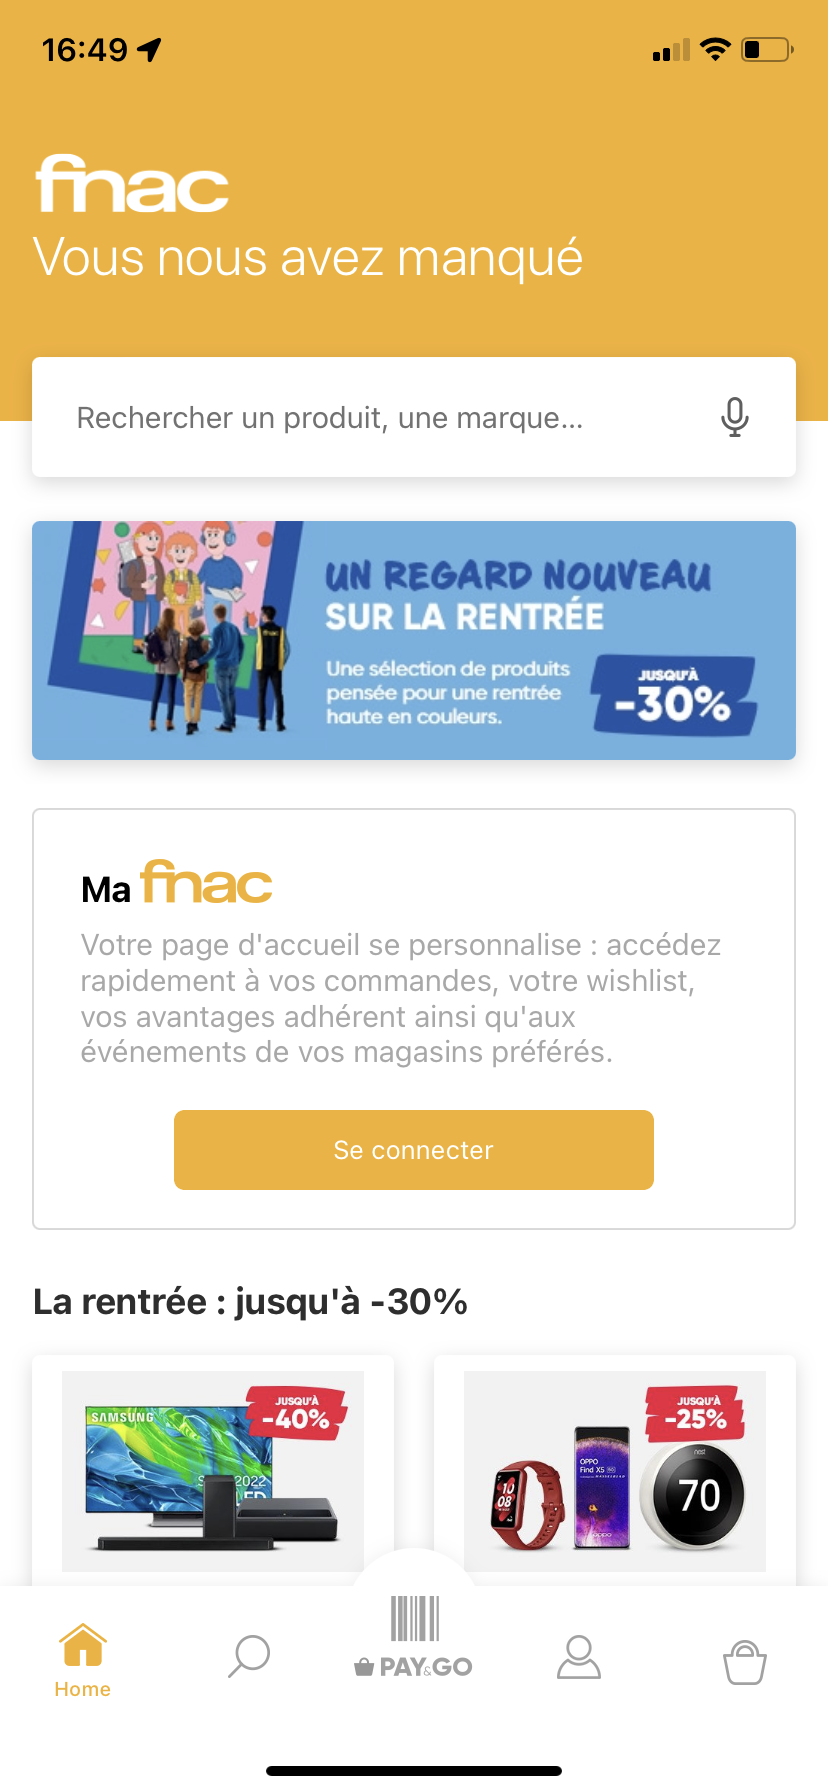 16:49
fnac
Vous nous avez manqué
Rechercher un produit, une marque...
UN REGARD NOUVEAU
SUR LA RENTRÉE
Une sélection de produits
pensée pour une rentrée
haute en couleurs.
JUSQU'À
-30%
Ma fnac
Votre page d'accueil se personnalise : accédez
rapidement à vos commandes, votre wishlist,
vos avantages adhérent ainsi qu'aux
événements de vos magasins préférés.
Se connecter
La rentrée : jusqu'à -30%
JUSQU'À
-40%
SAMSUNG
2022
JUSQU'À
-25%
OPPO
Find X5
10
08
nest
70
oppo
PAY&GO
Home